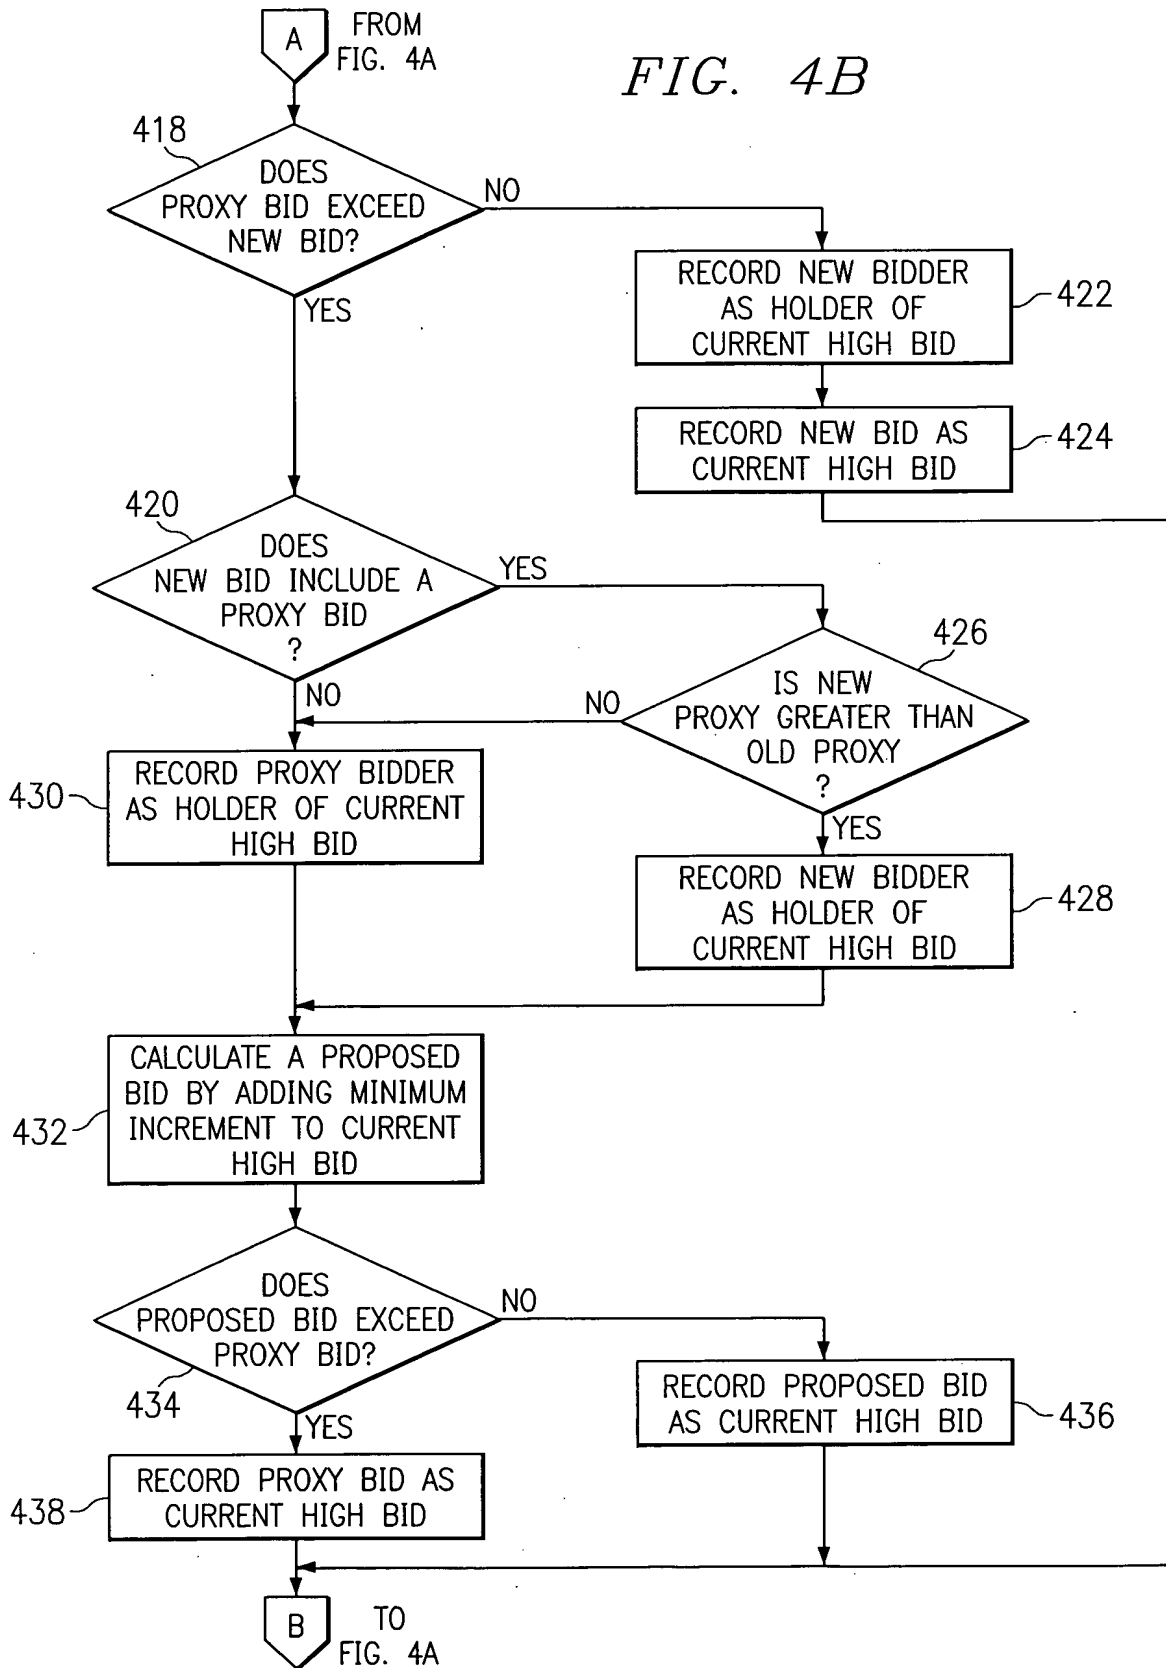 A
FROM
FIG. 4A
FIG. 4B
418
DOES
PROXY BID EXCEED
NEW BID?
NO
YES
RECORD NEW BIDDER
AS HOLDER OF
CURRENT HIGH BID
422
RECORD NEW BID AS
CURRENT HIGH BID
424
420
DOES
NEW BID INCLUDE A
PROXY BID
?
YES
NO
426
IS NEW
PROXY GREATER THAN
OLD PROXY
?
NO
YES
430
RECORD PROXY BIDDER
AS HOLDER OF CURRENT
HIGH BID
RECORD NEW BIDDER
AS HOLDER OF
CURRENT HIGH BID
428
432
CALCULATE A PROPOSED
BID BY ADDING MINIMUM
INCREMENT TO CURRENT
HIGH BID
DOES
PROPOSED BID EXCEED
PROXY BID?
434
NO
YES
RECORD PROPOSED BID
AS CURRENT HIGH BID
436
438
RECORD PROXY BID AS
CURRENT HIGH BID
B
TO
FIG. 4A